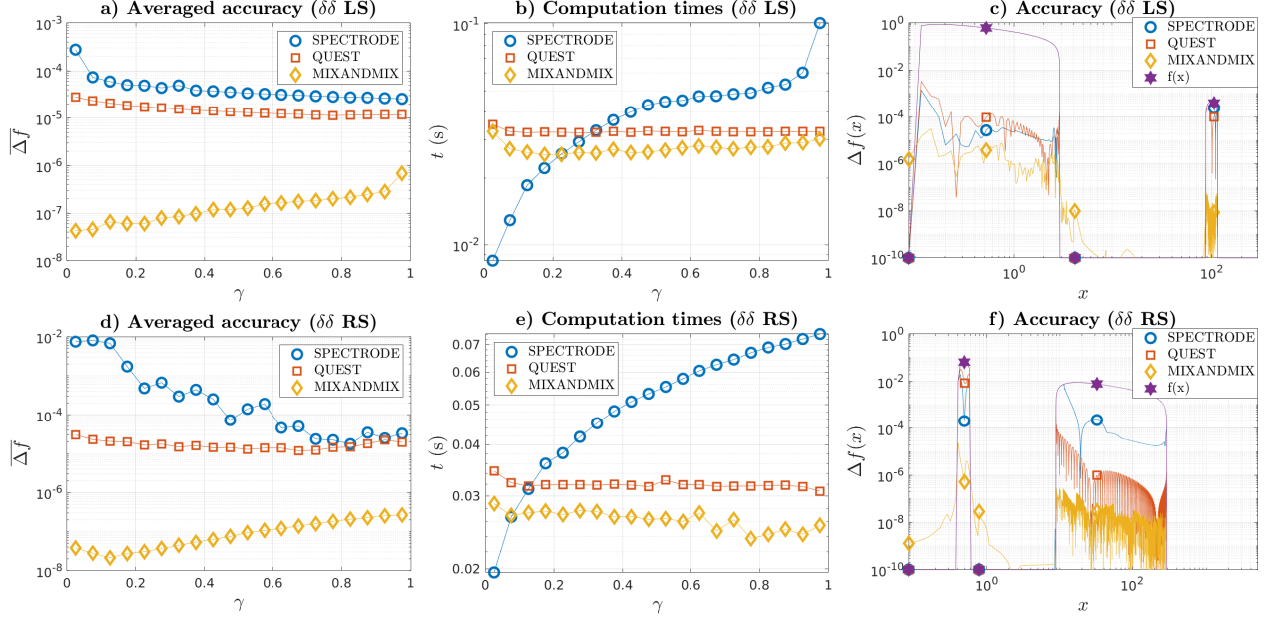 a) Averaged accuracy (δδ LS)
10^-3
10^-4
10^-5
10^-6
10^-7
10^-8
Δf
0 0.2 0.4 0.6 0.8 1
γ
SPECTRODE
QUEST
MIXANDMIX
b) Computation times (δδ LS)
10^-1
10^-2
t (s)
0 0.2 0.4 0.6 0.8 1
γ
SPECTRODE
QUEST
MIXANDMIX
c) Accuracy (δδ LS)
10^0
10^-2
10^-4
10^-6
10^-8
10^-10
Δf(x)
10^0 10^2
x
SPECTRODE
QUEST
MIXANDMIX
f(x)
d) Averaged accuracy (δδ RS)
10^-2
10^-4
10^-6
10^-8
Δf
0 0.2 0.4 0.6 0.8 1
γ
SPECTRODE
QUEST
MIXANDMIX
e) Computation times (δδ RS)
0.07
0.06
0.05
0.04
0.03
0.02
t (s)
0 0.2 0.4 0.6 0.8 1
γ
SPECTRODE
QUEST
MIXANDMIX
f) Accuracy (δδ RS)
10^0
10^-2
10^-4
10^-6
10^-8
10^-10
Δf(x)
10^0 10^2
x
SPECTRODE
QUEST
MIXANDMIX
f(x)